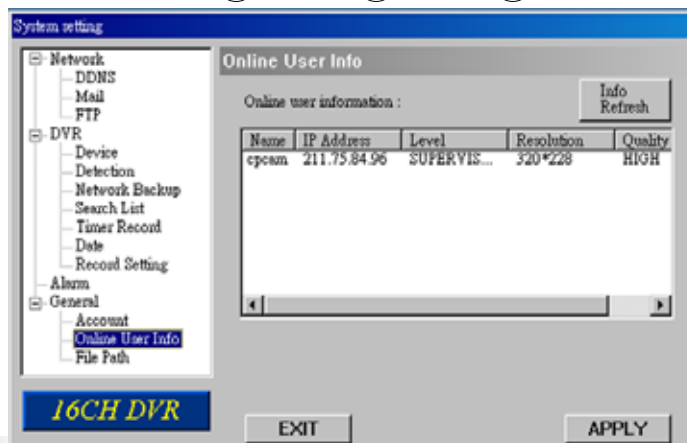 System setting
Network
DDNS
Mail
FTP
DVR
Device
Detection
Network Backup
Search List
Timer Record
Date
Record Setting
Alarm
General
Account
Online User Info
File Path
16CH DVR
Online User Info
Online user information :
Info
Refresh
Name IP Address Level Resolution Quality
cpcam 211.75.84.96 SUPERVIS... 320*228 HIGH
EXIT APPLY